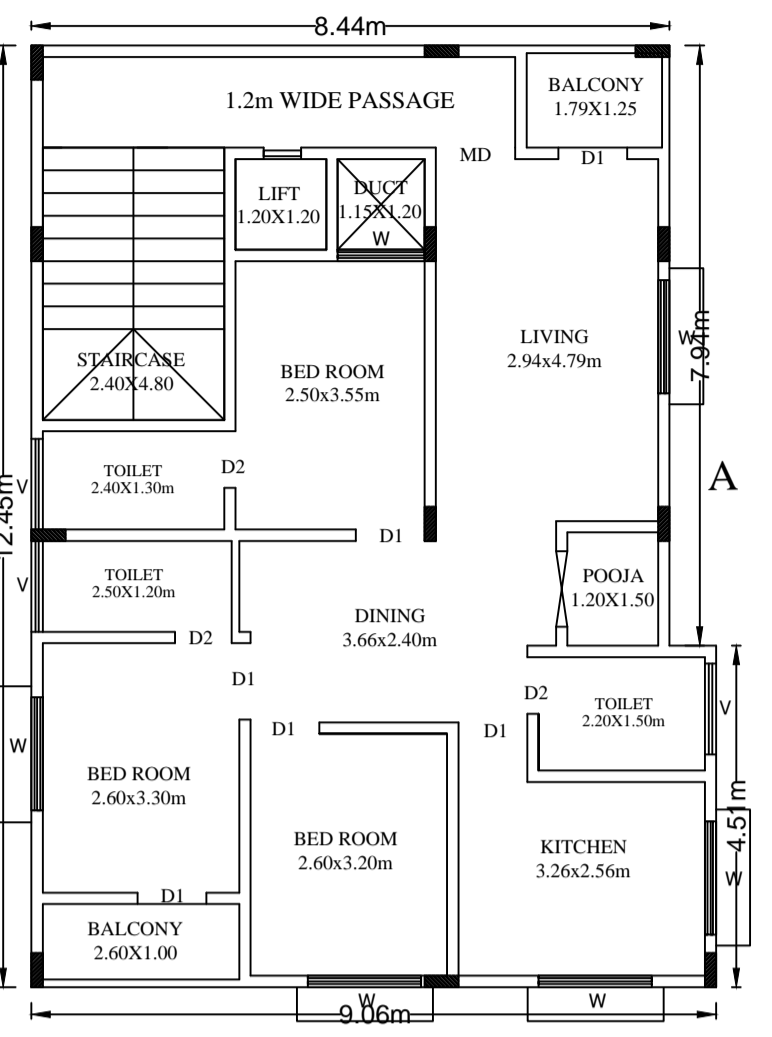 8.44m
BALCONY
1.79X1.25
1.2m WIDE PASSAGE
MD
D1
LIFT
1.20X1.20
DUCT
1.15X1.20
W
STAIRCASE
2.40X4.80
BED ROOM
2.50x3.55m
LIVING
2.94x4.79m
W
7.94m
TOILET
2.40X1.30m
D2
V
A
12.45m
D1
TOILET
2.50X1.20m
V
D2
POOJA
1.20X1.50
DINING
3.66x2.40m
D1
D2
TOILET
2.20X1.50m
V
D1
D1
W
BED ROOM
2.60x3.30m
BED ROOM
2.60x3.20m
KITCHEN
3.26x2.56m
4.51m
W
D1
BALCONY
2.60X1.00
W
W
9.06m